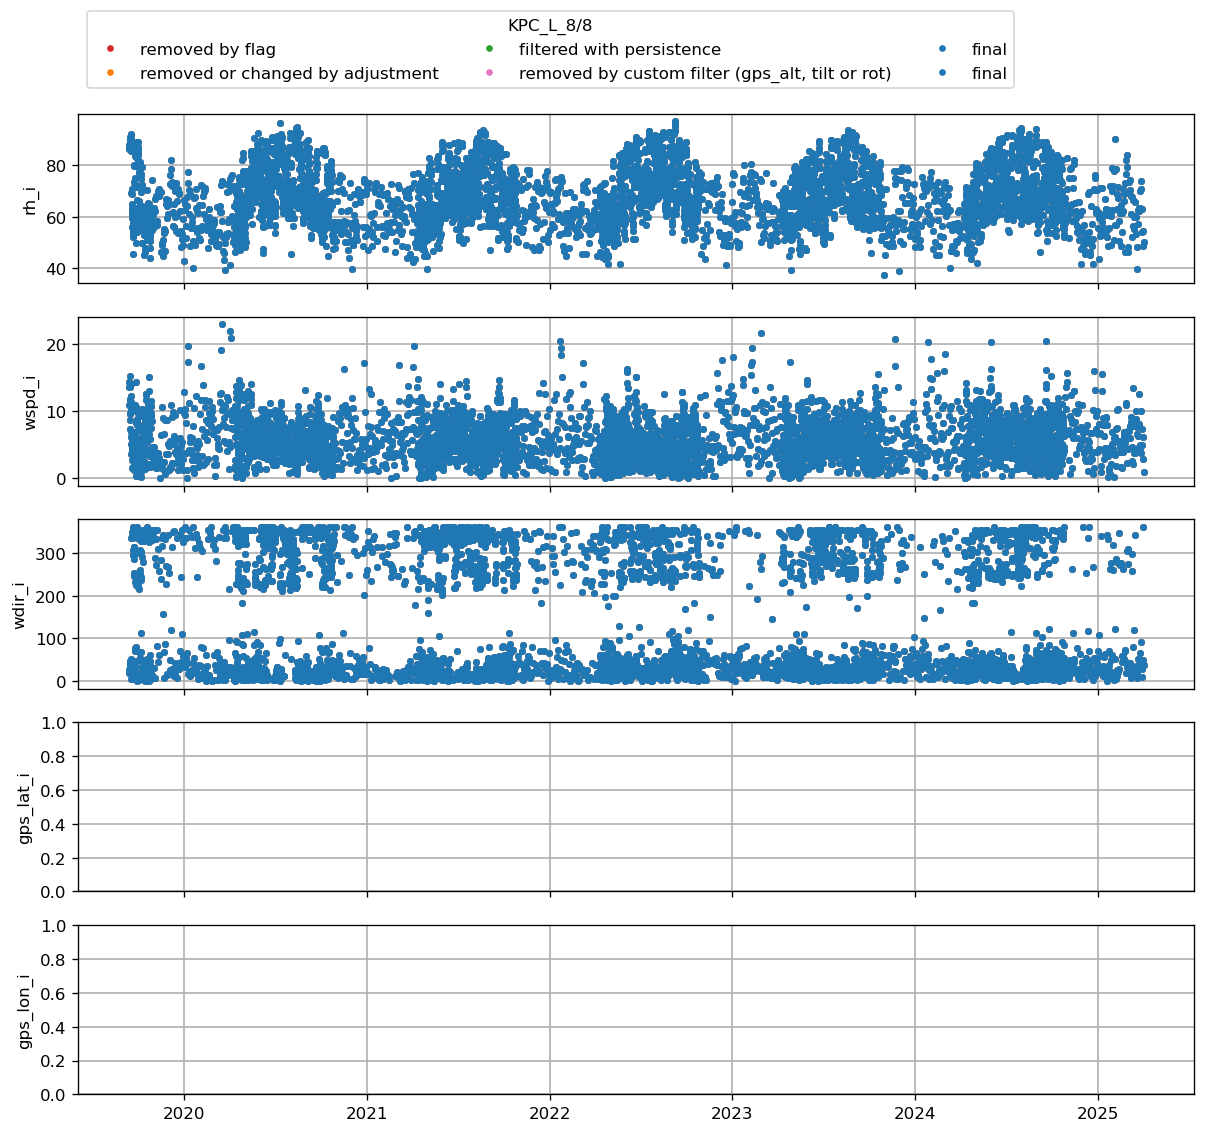 KPC_L_8/8
removed by flag
filtered with persistence
final
removed or changed by adjustment
removed by custom filter (gps_alt, tilt or rot)
final
rh_i
80
60
40
wspd_i
20
10
0
wdir_i
300
200
100
0
gps_lat_i
1.0
0.8
0.6
0.4
0.2
0.0
gps_lon_i
1.0
0.8
0.6
0.4
0.2
0.0
2020
2021
2022
2023
2024
2025